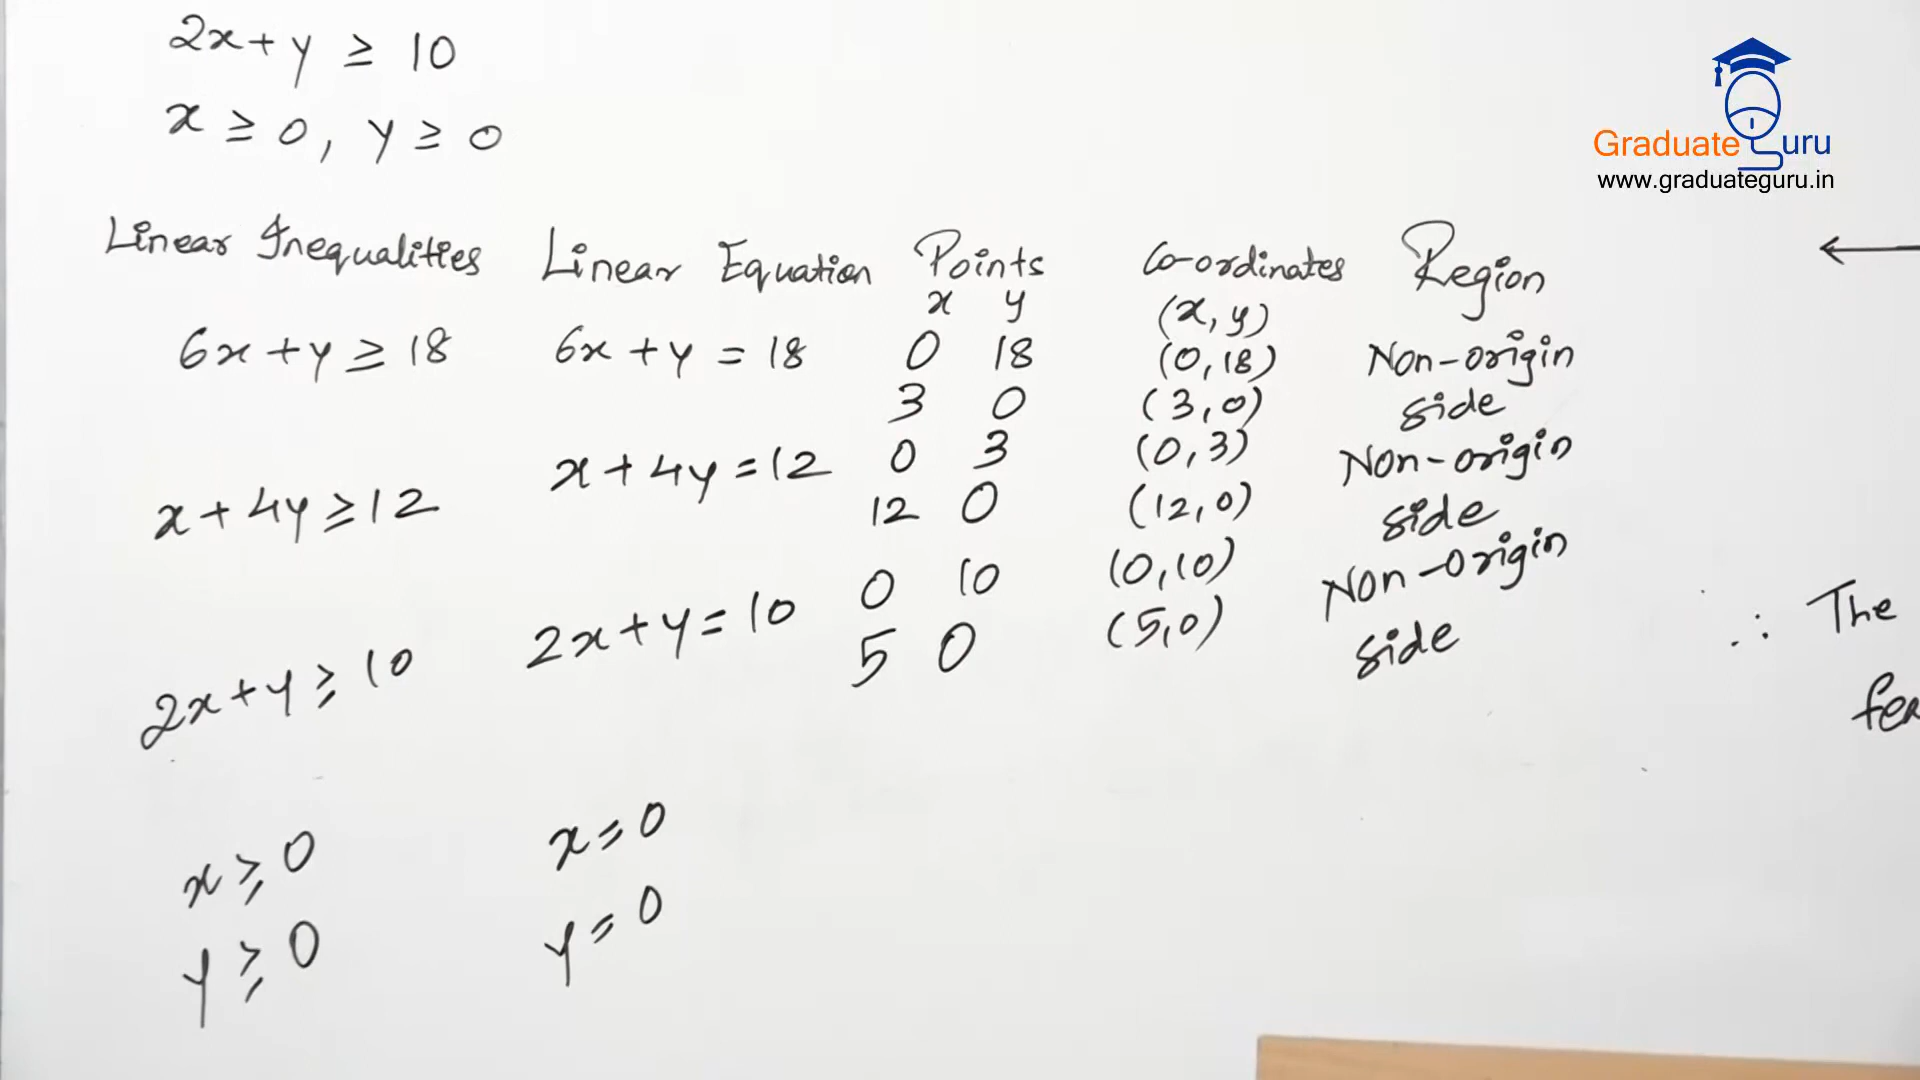 2x + y ≥ 10
x ≥ 0, y ≥ 0
Graduate Guru
www.graduateguru.in
Linear Inequalities Linear Equation Points Co-ordinates Region
x y (x, y)
6x + y ≥ 18 6x + y = 18 0 18 (0, 18) Non-origin
3 0 (3, 0) side
x + 4y ≥ 12 x + 4y = 12 0 3 (0, 3) Non-origin
12 0 (12, 0) side
2x + y ≥ 10 2x + y = 10 0 10 (0, 10) Non-origin
5 0 (5, 0) side
∴ The
x ≥ 0 x = 0
y ≥ 0 y = 0